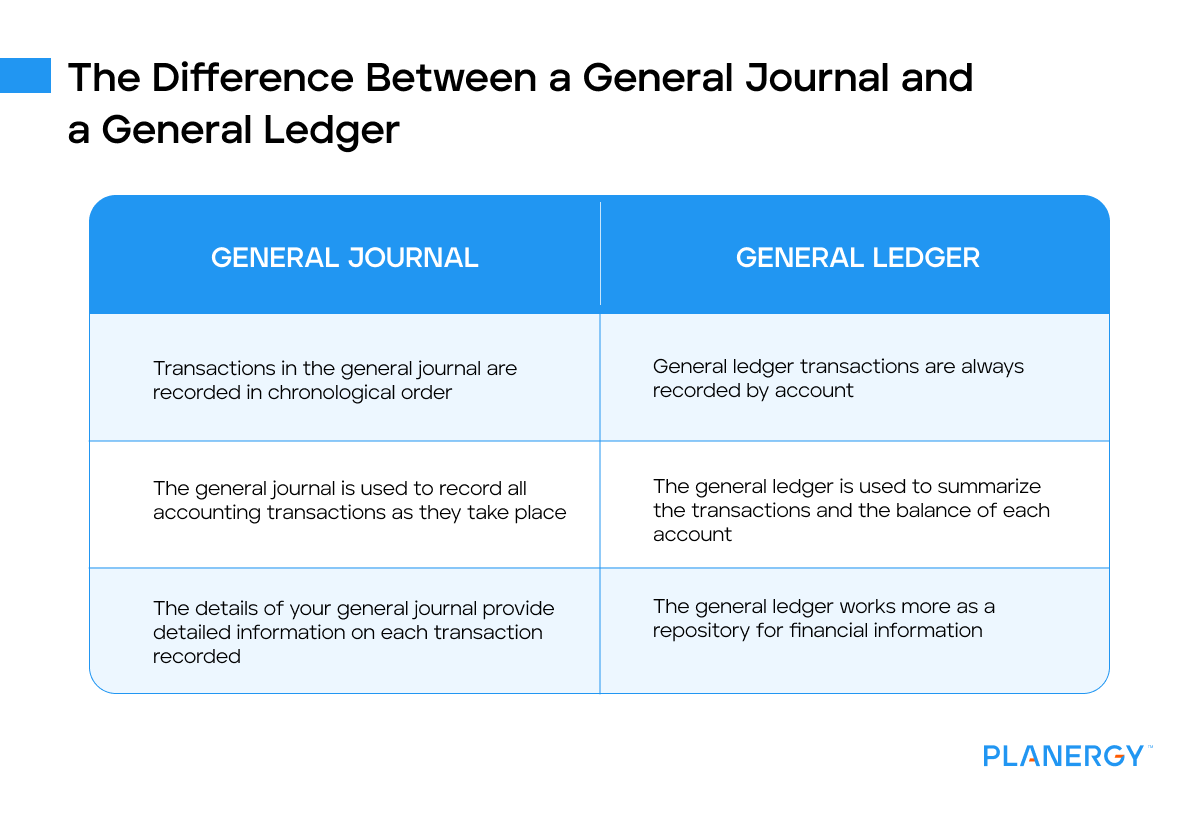 The Difference Between a General Journal and
a General Ledger
GENERAL JOURNAL
GENERAL LEDGER
Transactions in the general journal are
recorded in chronological order
General ledger transactions are always
recorded by account
The general journal is used to record all
accounting transactions as they take place
The general ledger is used to summarize
the transactions and the balance of each
account
The details of your general journal provide
detailed information on each transaction
recorded
The general ledger works more as a
repository for financial information
PLANERGY™